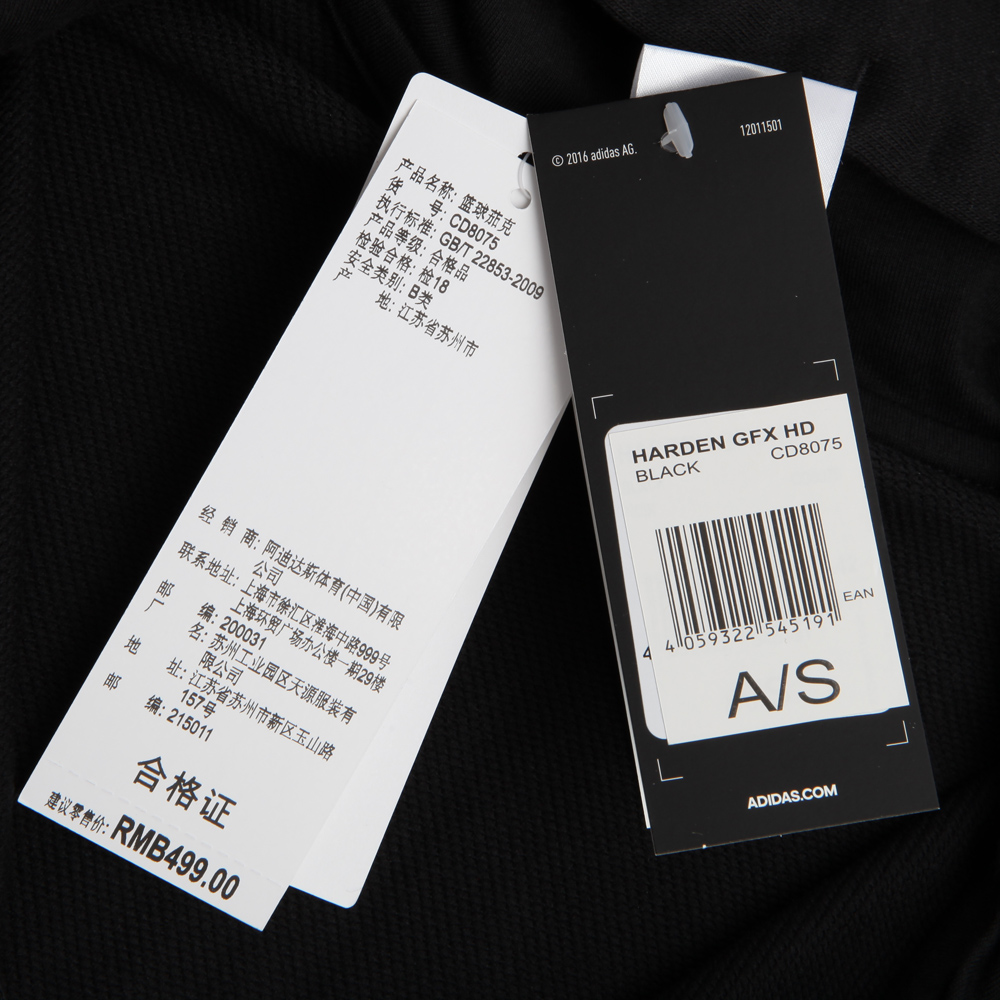 产品名称: 篮球茄克
货 号: CD8075
执行标准: GB/T 22853-2009
产品等级: 合格品
检验合格: 检18
安全类别: B类
产 地: 江苏省苏州市
经 销 商: 阿迪达斯体育(中国)有限
公司
联系地址: 上海市徐汇区淮海中路999号
上海环贸广场办公楼一期29楼
邮 编: 200031
厂 名: 苏州工业园区天源服装有
限公司
地 址: 江苏省苏州市新区玉山路
157号
邮 编: 215011
合格证
建议零售价: RMB499.00
© 2016 adidas AG.
12011501
HARDEN GFX HD
BLACK CD8075
EAN
4 059322 545191
A/S
ADIDAS.COM